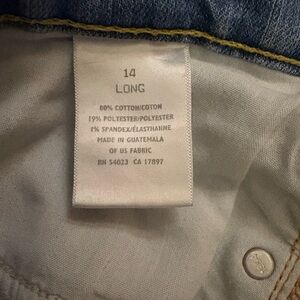 14
LONG
80% COTTON/COTON
19% POLYESTER/POLYESTER
1% SPANDEX/ELASTHANNE
MADE IN GUATEMALA
OF US FABRIC
RN 54023 CA 17897